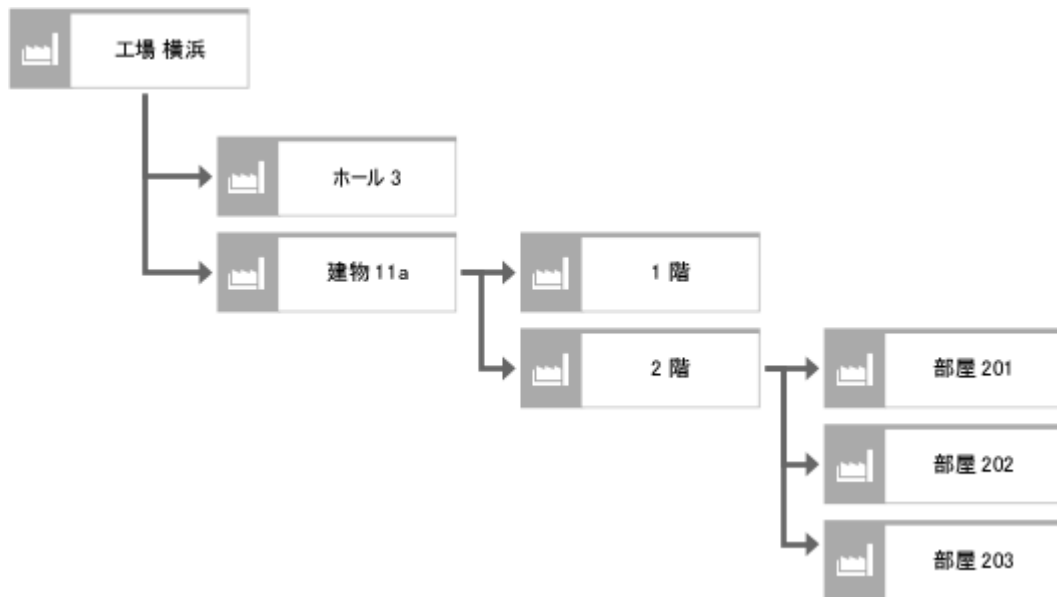 工場 横浜
ホール 3
建物 11a
1 階
2 階
部屋 201
部屋 202
部屋 203